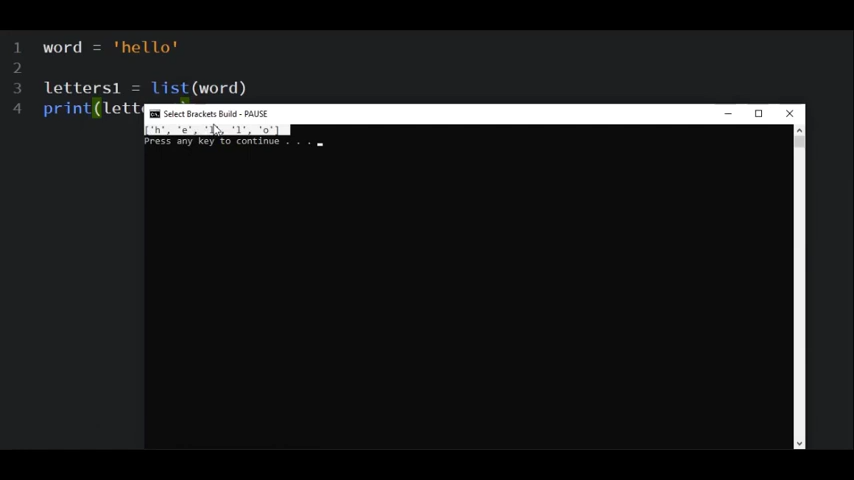 1 word = 'hello'
2
3 letters1 = list(word)
4 print(lett
Select Brackets Build - PAUSE
['h', 'e', 'l', 'l', 'o']
Press any key to continue . . .